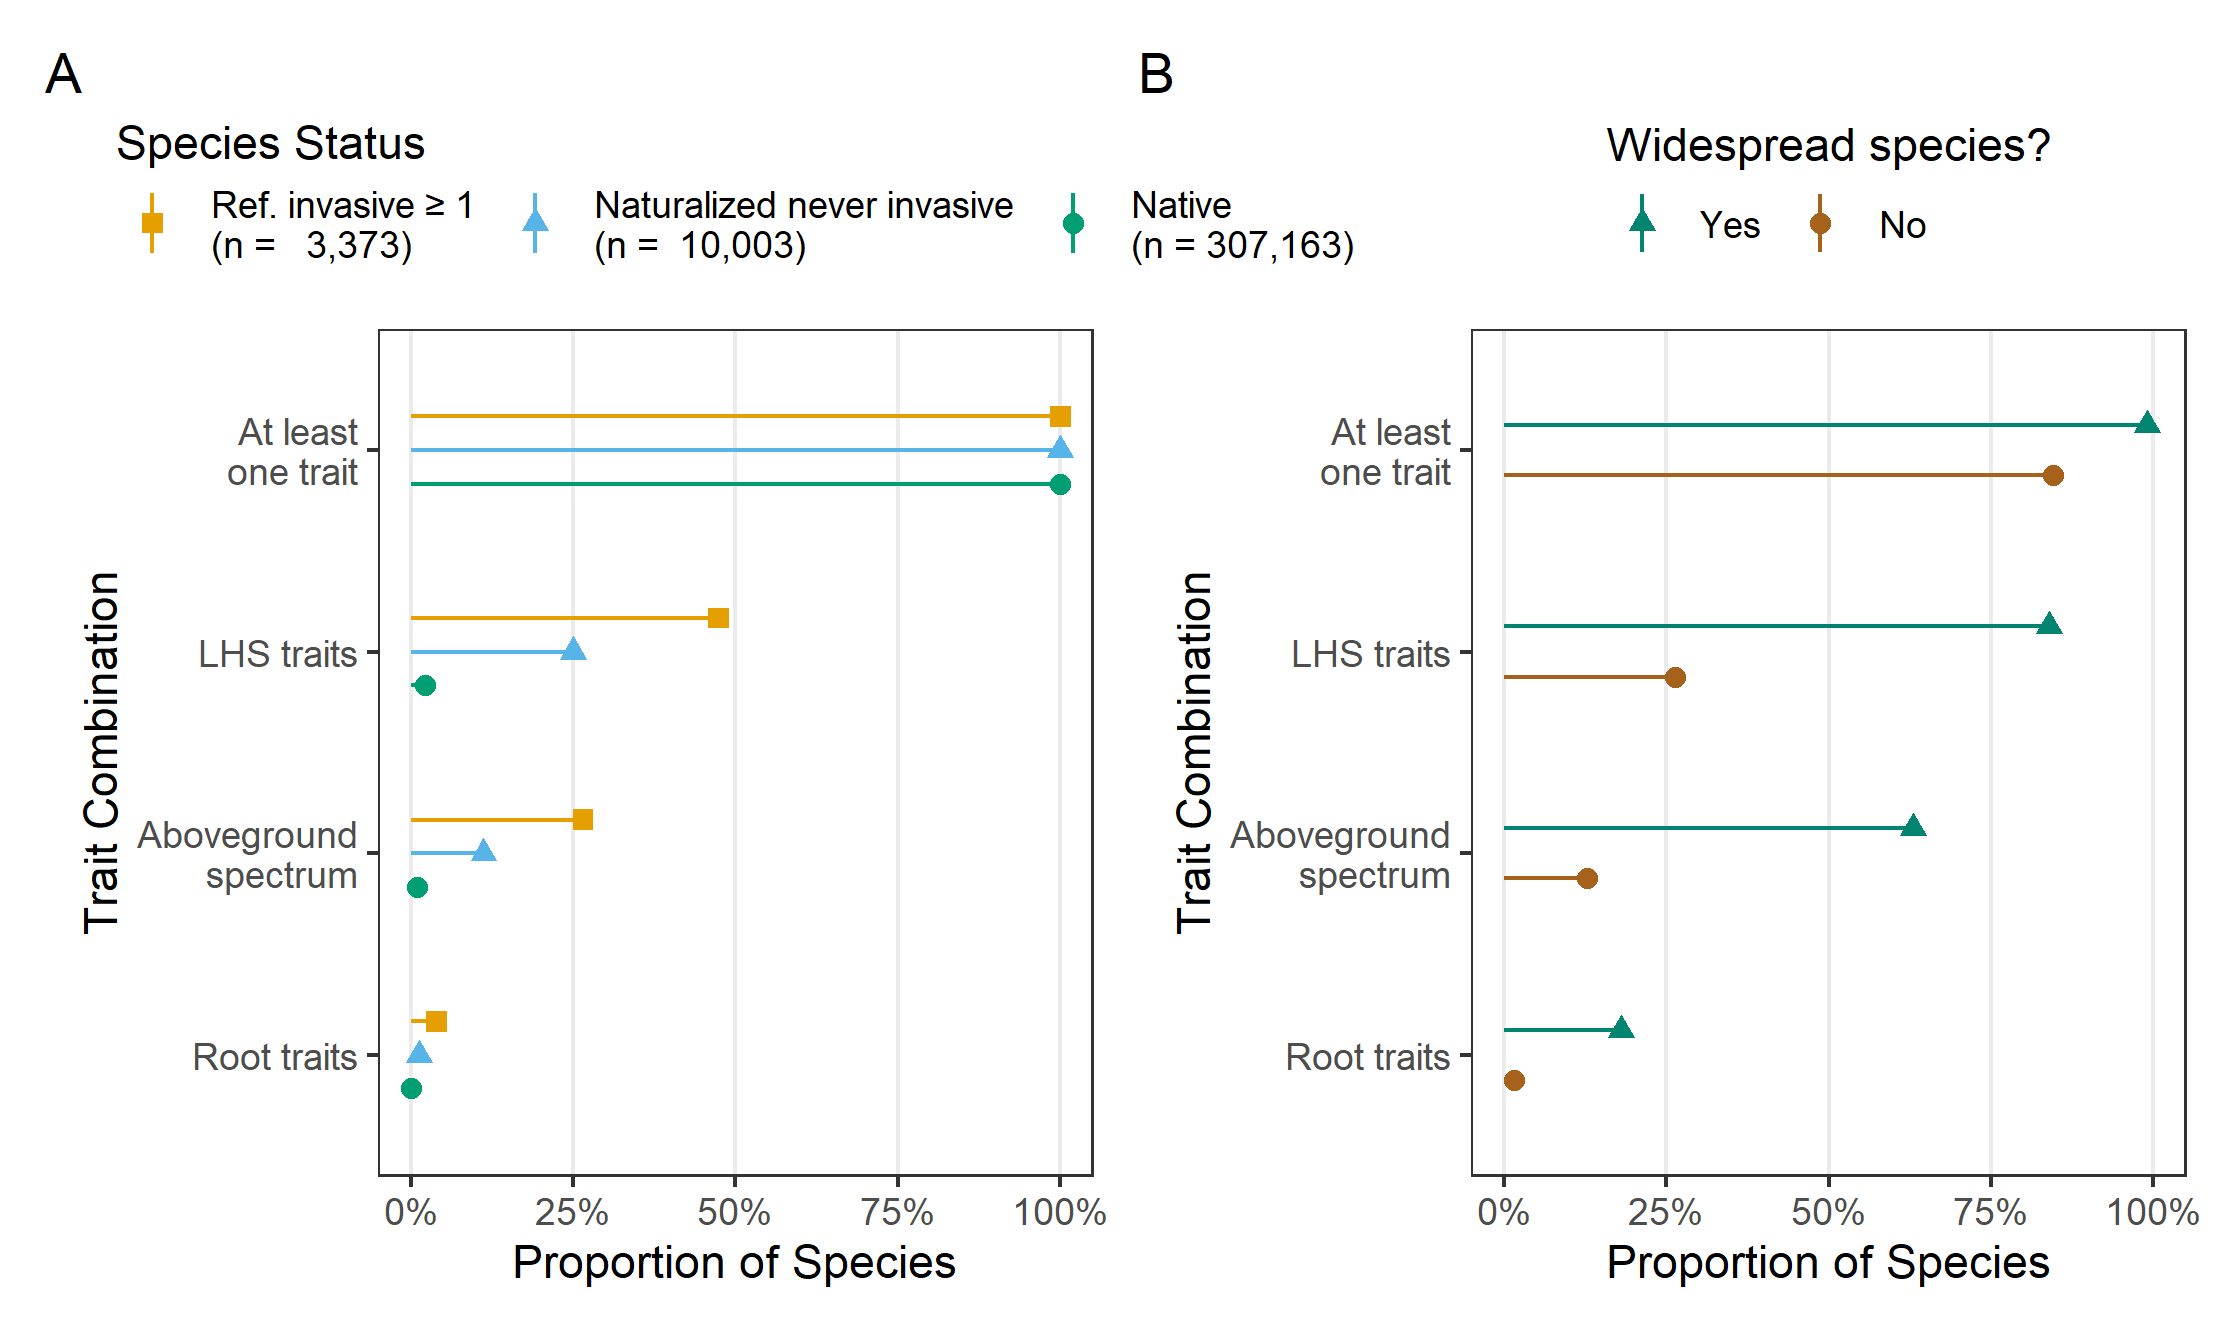 A
Species Status
Ref. invasive ≥ 1
(n =   3,373)
Naturalized never invasive
(n =  10,003)
Native
(n = 307,163)
Trait Combination
At least
one trait
LHS traits
Aboveground
spectrum
Root traits
0% 25% 50% 75% 100%
Proportion of Species
B
Widespread species?
Yes
No
Trait Combination
At least
one trait
LHS traits
Aboveground
spectrum
Root traits
0% 25% 50% 75% 100%
Proportion of Species